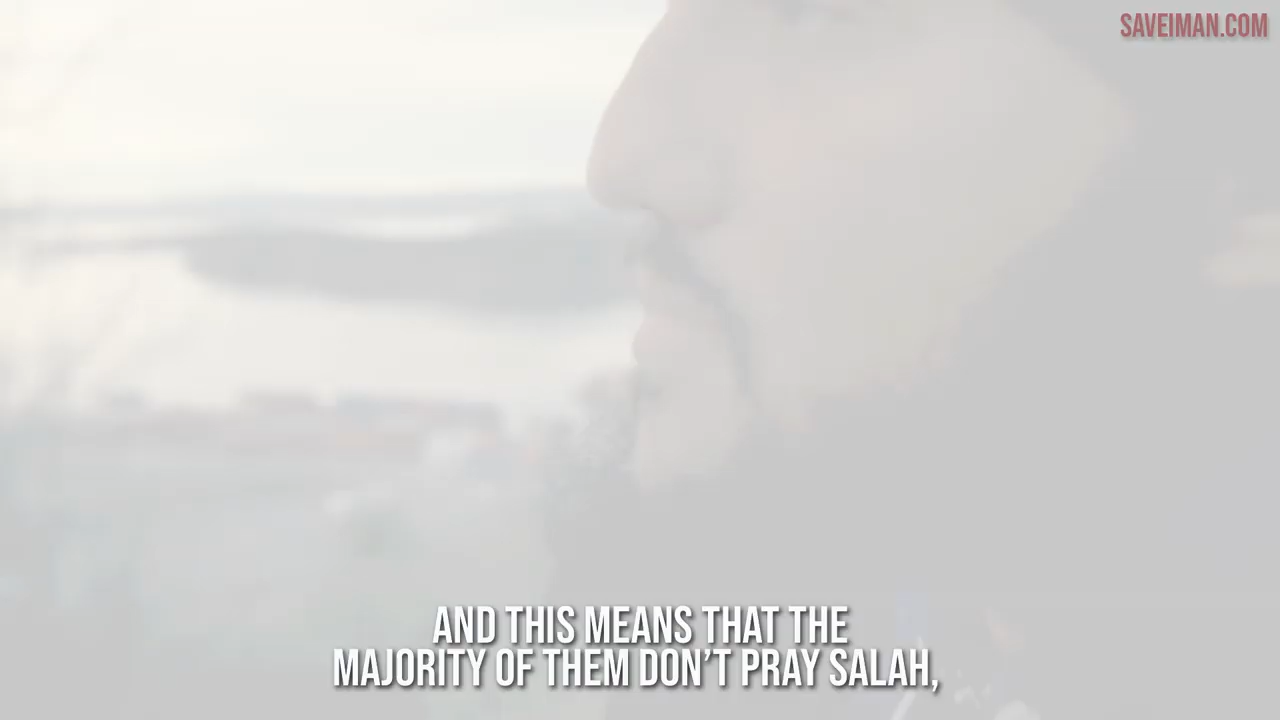 SAVEIMAN.COM
AND THIS MEANS THAT THE
MAJORITY OF THEM DON'T PRAY SALAH,